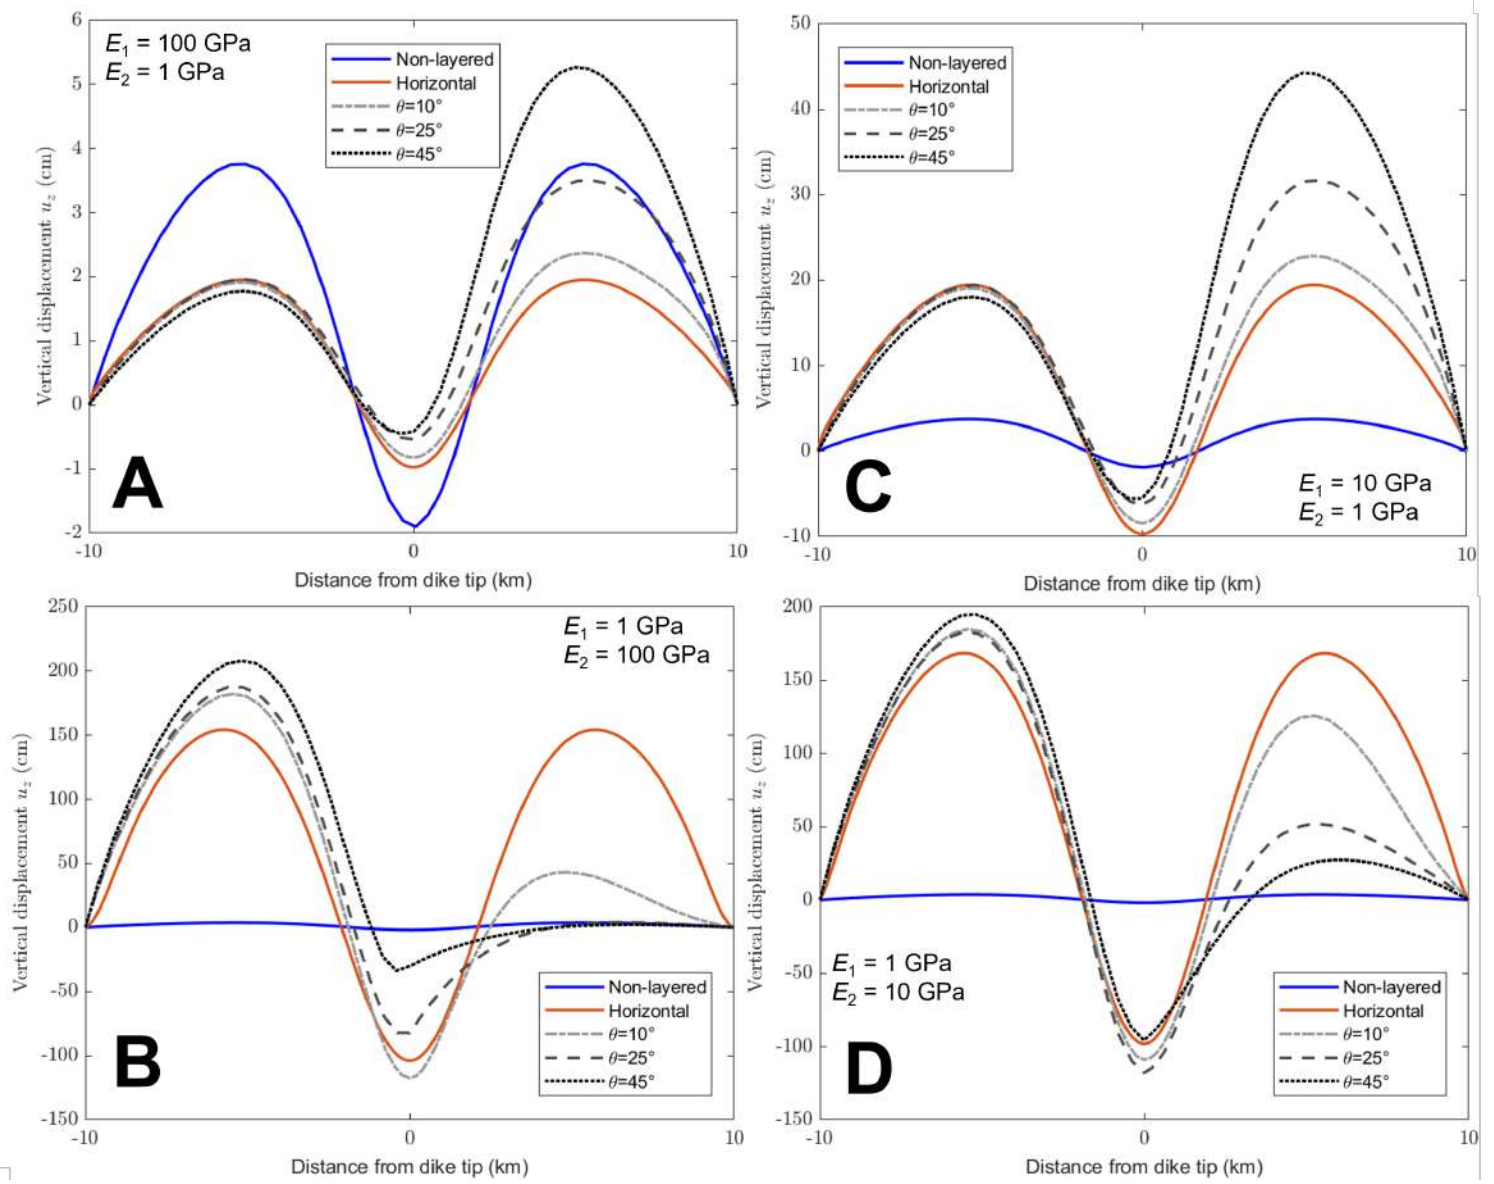 E1 = 100 GPa
E2 = 1 GPa
Non-layered
Horizontal
θ=10°
θ=25°
θ=45°
A
6
5
4
3
2
1
0
-1
-2
Vertical displacement uz (cm)
-10
0
10
Distance from dike tip (km)
Non-layered
Horizontal
θ=10°
θ=25°
θ=45°
E1 = 10 GPa
E2 = 1 GPa
C
50
40
30
20
10
0
-10
Vertical displacement uz (cm)
-10
0
10
Distance from dike tip (km)
E1 = 1 GPa
E2 = 100 GPa
Non-layered
Horizontal
θ=10°
θ=25°
θ=45°
B
250
200
150
100
50
0
-50
-100
-150
Vertical displacement uz (cm)
-10
0
10
Distance from dike tip (km)
E1 = 1 GPa
E2 = 10 GPa
Non-layered
Horizontal
θ=10°
θ=25°
θ=45°
D
200
150
100
50
0
-50
-100
-150
Vertical displacement uz (cm)
-10
0
10
Distance from dike tip (km)